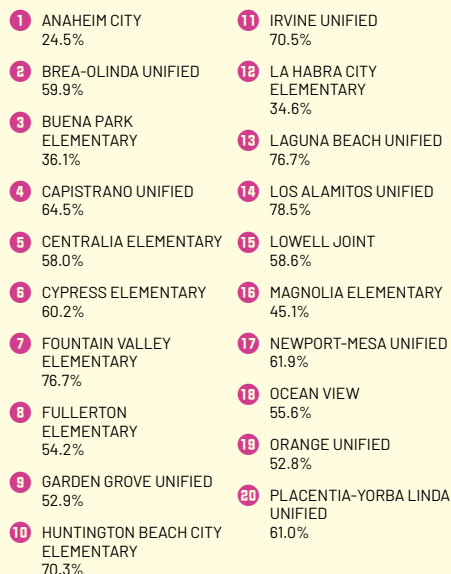 1 ANAHEIM CITY
24.5%
2 BREA-OLINDA UNIFIED
59.9%
3 BUENA PARK
ELEMENTARY
36.1%
4 CAPISTRANO UNIFIED
64.5%
5 CENTRALIA ELEMENTARY
58.0%
6 CYPRESS ELEMENTARY
60.2%
7 FOUNTAIN VALLEY
ELEMENTARY
76.7%
8 FULLERTON
ELEMENTARY
54.2%
9 GARDEN GROVE UNIFIED
52.9%
10 HUNTINGTON BEACH CITY
ELEMENTARY
70.3%
11 IRVINE UNIFIED
70.5%
12 LA HABRA CITY
ELEMENTARY
34.6%
13 LAGUNA BEACH UNIFIED
76.7%
14 LOS ALAMITOS UNIFIED
78.5%
15 LOWELL JOINT
58.6%
16 MAGNOLIA ELEMENTARY
45.1%
17 NEWPORT-MESA UNIFIED
61.9%
18 OCEAN VIEW
55.6%
19 ORANGE UNIFIED
52.8%
20 PLACENTIA-YORBA LINDA
UNIFIED
61.0%